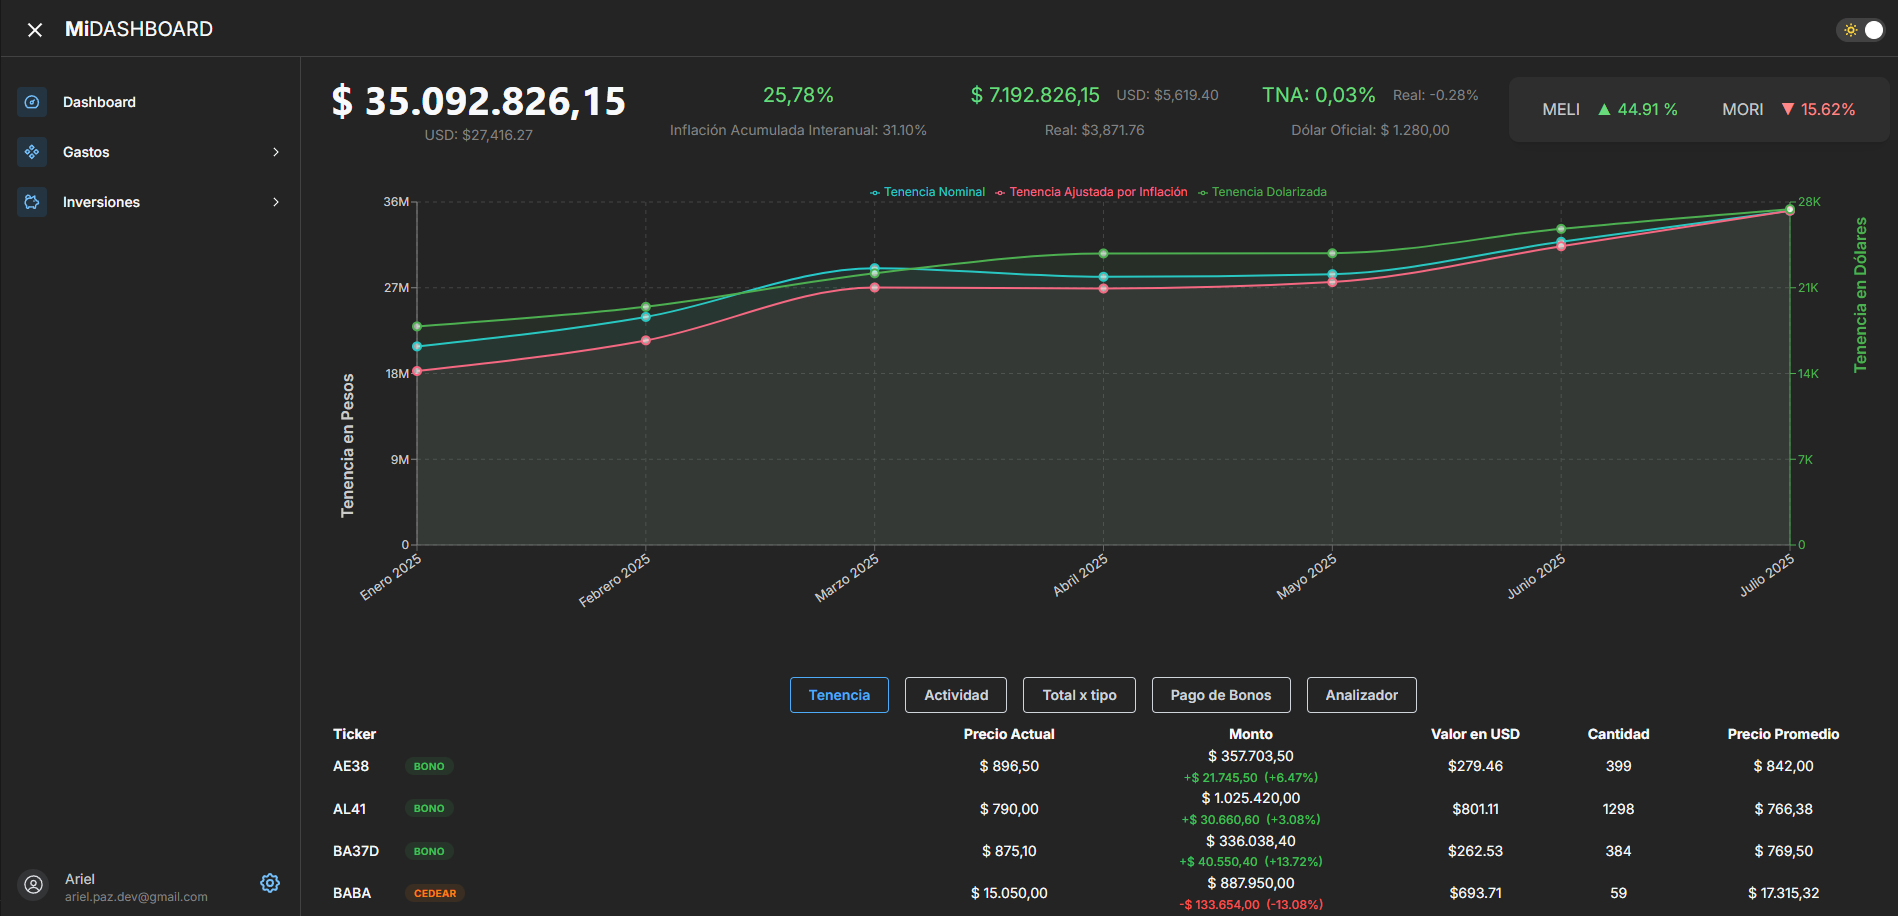 MiDASHBOARD
Dashboard
Gastos
Inversiones
$ 35.092.826,15
USD: $27,416.27
25,78%
Inflación Acumulada Interanual: 31.10%
$ 7.192.826,15 USD: $5,619.40
Real: $3,871.76
TNA: 0,03% Real: -0.28%
Dólar Oficial: $ 1.280,00
MELI ▲ 44.91 % MORI ▼ 15.62%
Tenencia Nominal Tenencia Ajustada por Inflación Tenencia Dolarizada
36M
27M
18M
9M
0
Tenencia en Pesos
28K
21K
14K
7K
0
Tenencia en Dólares
Enero 2025 Febrero 2025 Marzo 2025 Abril 2025 Mayo 2025 Junio 2025 Julio 2025
Tenencia Actividad Total x tipo Pago de Bonos Analizador
Ticker Precio Actual Monto Valor en USD Cantidad Precio Promedio
AE38 BONO $ 896,50 $ 357.703,50 $279.46 399 $ 842,00
+$ 21.745,50 (+6.47%)
AL41 BONO $ 790,00 $ 1.025.420,00 $801.11 1298 $ 766,38
+$ 30.660,60 (+3.08%)
BA37D BONO $ 875,10 $ 336.038,40 $262.53 384 $ 769,50
+$ 40.550,40 (+13.72%)
BABA CEDEAR $ 15.050,00 $ 887.950,00 $693.71 59 $ 17.315,32
-$ 133.654,00 (-13.08%)
Ariel
ariel.paz.dev@gmail.com